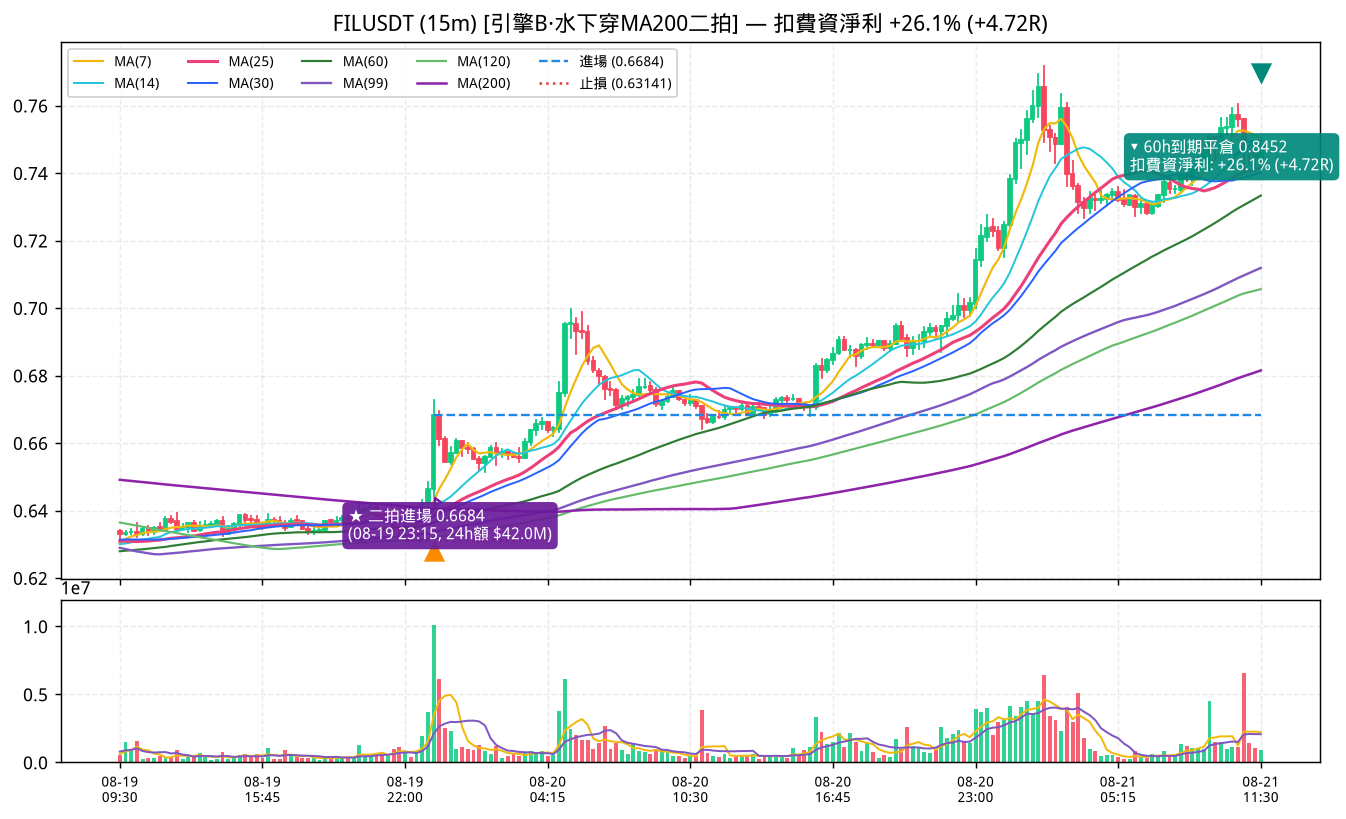 FILUSDT (15m) [引擎B·水下穿MA200二拍] — 扣費資淨利 +26.1% (+4.72R)
MA(7)
MA(14)
MA(25)
MA(30)
MA(60)
MA(99)
MA(120)
MA(200)
進場 (0.6684)
止損 (0.63141)
0.76
0.74
0.72
0.70
0.68
0.66
0.64
0.62
▼ 60h到期平倉 0.8452
扣費資淨利: +26.1% (+4.72R)
★ 二拍進場 0.6684
(08-19 23:15, 24h額 $42.0M)
1e7
1.0
0.5
0.0
08-19
09:30
08-19
15:45
08-19
22:00
08-20
04:15
08-20
10:30
08-20
16:45
08-20
23:00
08-21
05:15
08-21
11:30